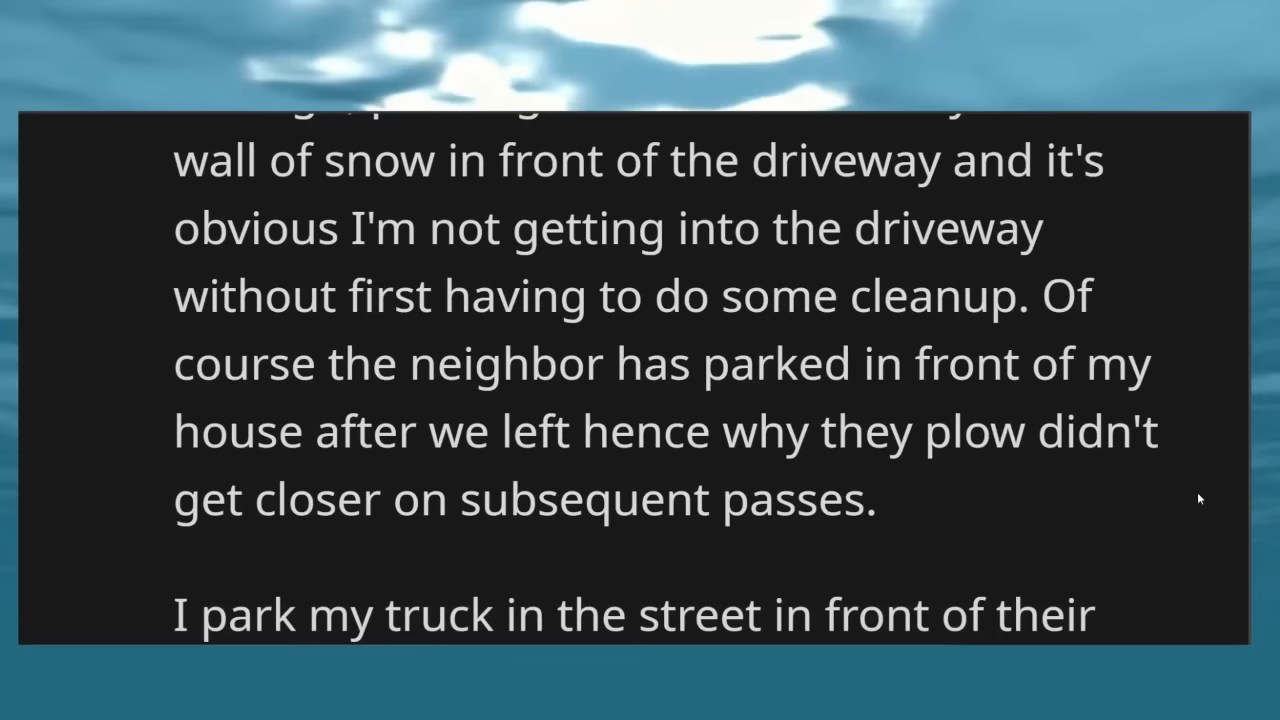 wall of snow in front of the driveway and it's
obvious I'm not getting into the driveway
without first having to do some cleanup. Of
course the neighbor has parked in front of my
house after we left hence why they plow didn't
get closer on subsequent passes.
I park my truck in the street in front of their